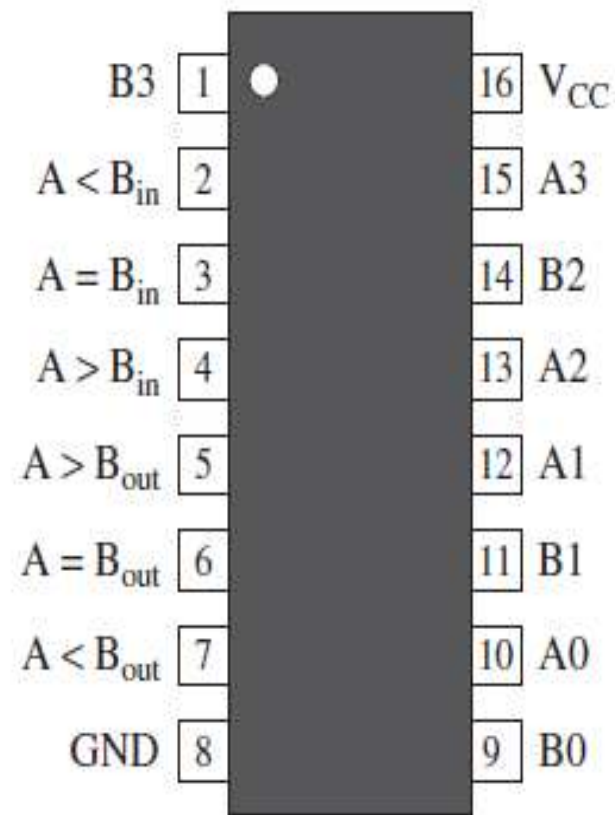 B3 1 16 VCC
A < Bin 2 15 A3
A = Bin 3 14 B2
A > Bin 4 13 A2
A > Bout 5 12 A1
A = Bout 6 11 B1
A < Bout 7 10 A0
GND 8 9 B0